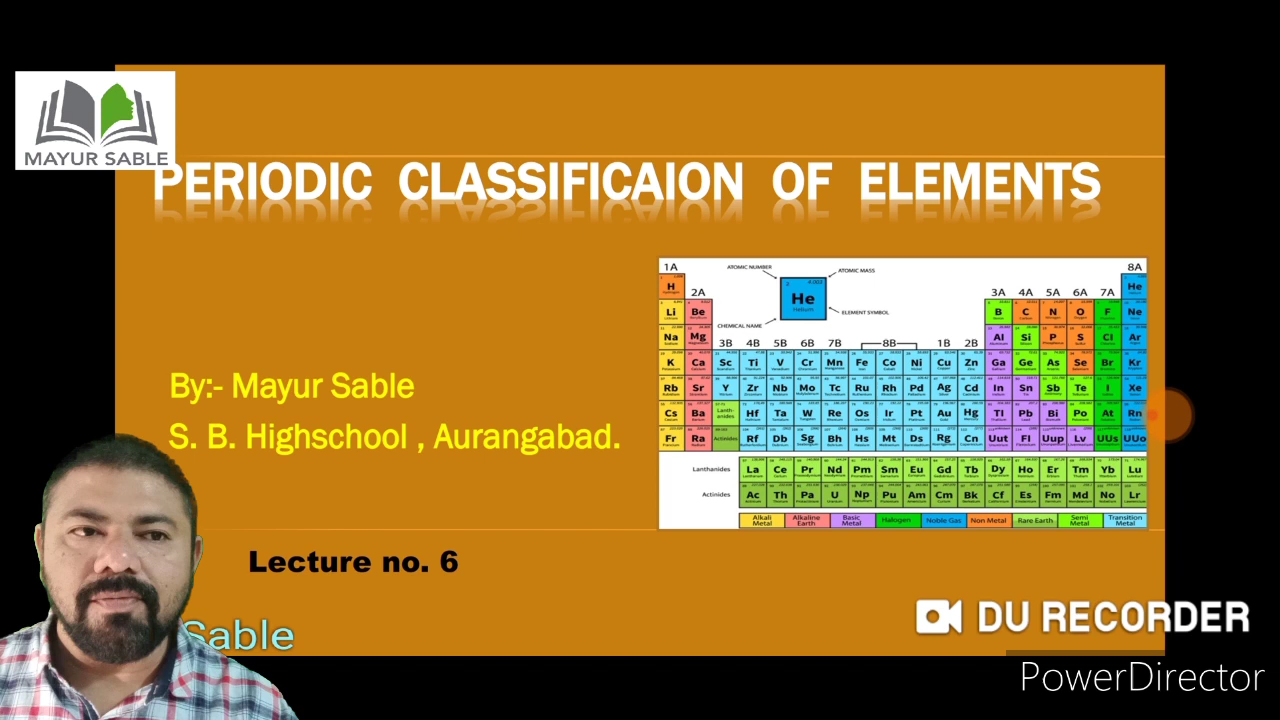 MAYUR SABLE
PERIODIC CLASSIFICAION OF ELEMENTS
By:- Mayur Sable
S. B. Highschool , Aurangabad.
Lecture no. 6
Sable
1A
8A
ATOMIC NUMBER
ATOMIC MASS
He
Helium
ELEMENT SYMBOL
CHEMICAL NAME
2A
3A 4A 5A 6A 7A
3B 4B 5B 6B 7B 8B 1B 2B
H He
Li Be B C N O F Ne
Na Mg Al Si P S Cl Ar
K Ca Sc Ti V Cr Mn Fe Co Ni Cu Zn Ga Ge As Se Br Kr
Rb Sr Y Zr Nb Mo Tc Ru Rh Pd Ag Cd In Sn Sb Te I Xe
Cs Ba Lanthanides Hf Ta W Re Os Ir Pt Au Hg Tl Pb Bi Po At Rn
Fr Ra Actinides Rf Db Sg Bh Hs Mt Ds Rg Cn Uut Fl Uup Lv UUs UUo
Lanthanides La Ce Pr Nd Pm Sm Eu Gd Tb Dy Ho Er Tm Yb Lu
Actinides Ac Th Pa U Np Pu Am Cm Bk Cf Es Fm Md No Lr
Alkali Metal Alkaline Earth Basic Metal Halogen Noble Gas Non Metal Rare Earth Semi Metal Transition Metal
DU RECORDER
PowerDirector